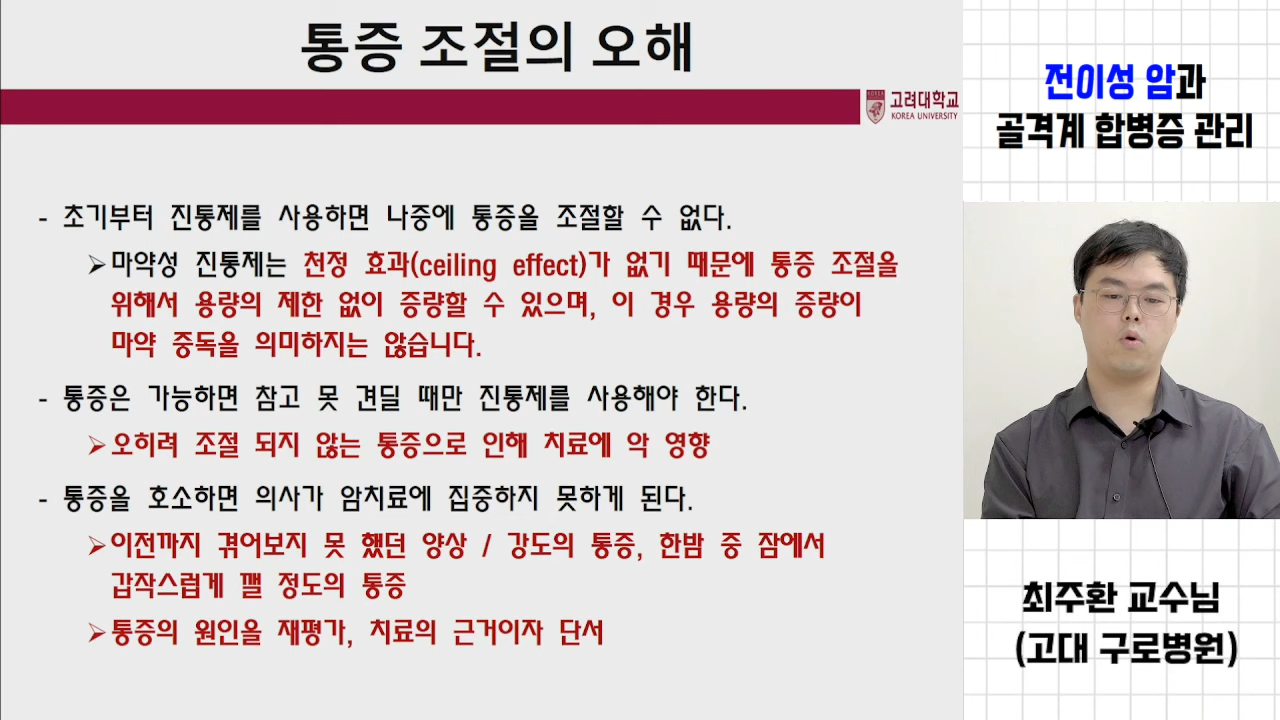 통증 조절의 오해
고려대학교
KOREA UNIVERSITY
- 초기부터 진통제를 사용하면 나중에 통증을 조절할 수 없다.
➢마약성 진통제는 천정 효과(ceiling effect)가 없기 때문에 통증 조절을
위해서 용량의 제한 없이 증량할 수 있으며, 이 경우 용량의 증량이
마약 중독을 의미하지는 않습니다.
- 통증은 가능하면 참고 못 견딜 때만 진통제를 사용해야 한다.
➢오히려 조절 되지 않는 통증으로 인해 치료에 악 영향
- 통증을 호소하면 의사가 암치료에 집중하지 못하게 된다.
➢이전까지 겪어보지 못 했던 양상 / 강도의 통증, 한밤 중 잠에서
갑작스럽게 깰 정도의 통증
➢통증의 원인을 재평가, 치료의 근거이자 단서
전이성 암과
골격계 합병증 관리
최주환 교수님
(고대 구로병원)